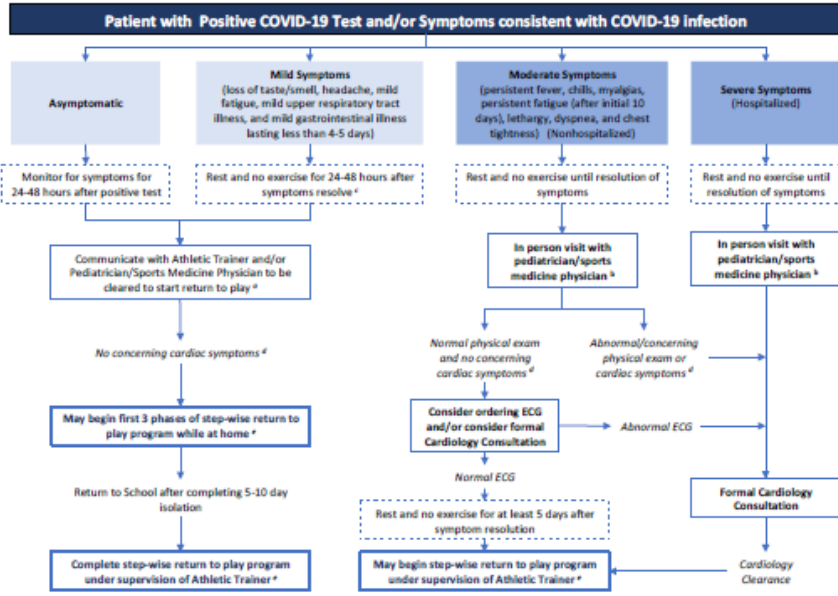 Patient with Positive COVID-19 Test and/or Symptoms consistent with COVID-19 infection
Asymptomatic
Mild Symptoms
(loss of taste/smell, headache, mild
fatigue, mild upper respiratory tract
illness, and mild gastrointestinal illness
lasting less than 4-5 days)
Moderate Symptoms
(persistent fever, chills, myalgias,
persistent fatigue (after initial 10
days), lethargy, dyspnea, and chest
tightness) (Nonhospitalized)
Severe Symptoms
(Hospitalized)
Monitor for symptoms for
24-48 hours after positive test
Rest and no exercise for 24-48 hours after
symptoms resolve c
Rest and no exercise until resolution of
symptoms
Rest and no exercise until
resolution of symptoms
Communicate with Athletic Trainer and/or
Pediatrician/Sports Medicine Physician to be
cleared to start return to play a
In person visit with
pediatrician/sports
medicine physician b
In person visit with
pediatrician/sports
medicine physician b
No concerning cardiac symptoms d
Normal physical exam
and no concerning
cardiac symptoms d
Abnormal/concerning
physical exam or
cardiac symptoms d
May begin first 3 phases of step-wise return to
play program while at home e
Consider ordering ECG
and/or consider formal
Cardiology Consultation
Abnormal ECG
Normal ECG
Return to School after completing 5-10 day
isolation
Formal Cardiology
Consultation
Rest and no exercise for at least 5 days after
symptom resolution
Complete step-wise return to play program
under supervision of Athletic Trainer e
May begin step-wise return to play program
under supervision of Athletic Trainer e
Cardiology
Clearance